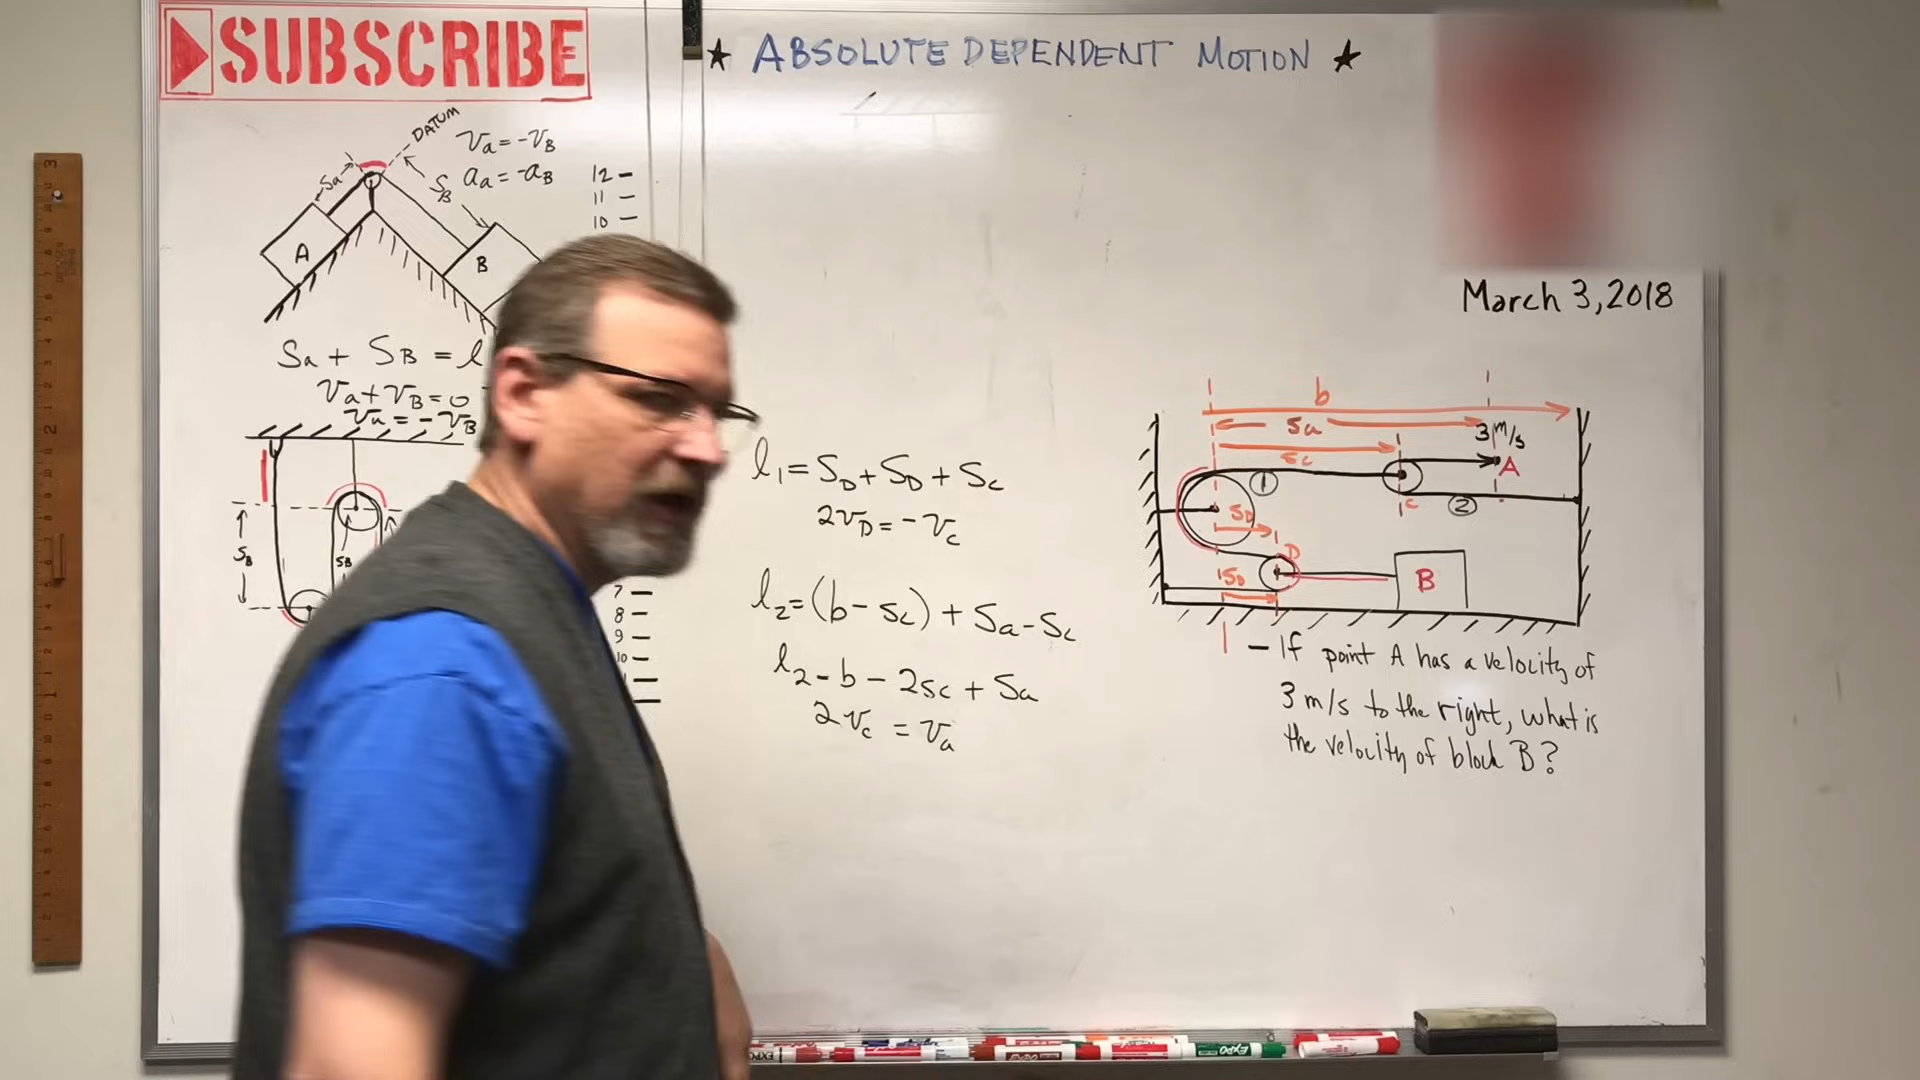 SUBSCRIBE
★ ABSOLUTE DEPENDENT MOTION ★
DATUM
Va = -VB
aa = -aB
Sa
SB
12
11
10
A
B
Sa + SB = l
Va + VB = 0
Va = -VB
SB
SB
7
8
9
10
l1 = SD + SD + Sc
2VD = -Vc
l2 = (b - Sc) + Sa - Sc
l2 - b - 2Sc + Sa
2Vc = Va
March 3, 2018
b
Sa
3 m/s
Sc
A
1
C
2
SD
D
SD
B
- If point A has a velocity of
3 m/s to the right, what is
the velocity of block B?
EXPO
EXPO